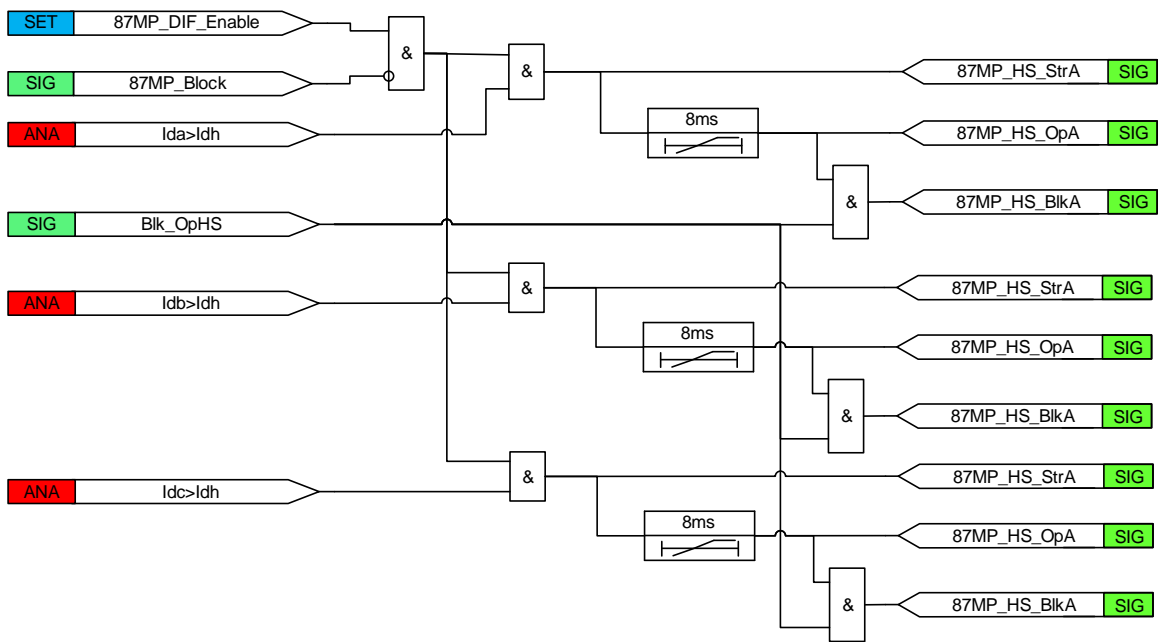 SET 87MP_DIF_Enable
&
&
SIG 87MP_Block
87MP_HS_StrA SIG
ANA Ida>Idh
8ms
87MP_HS_OpA SIG
&
87MP_HS_BlkA SIG
SIG Blk_OpHS
&
87MP_HS_StrA SIG
ANA Idb>Idh
8ms
87MP_HS_OpA SIG
&
87MP_HS_BlkA SIG
&
87MP_HS_StrA SIG
ANA Idc>Idh
8ms
87MP_HS_OpA SIG
&
87MP_HS_BlkA SIG